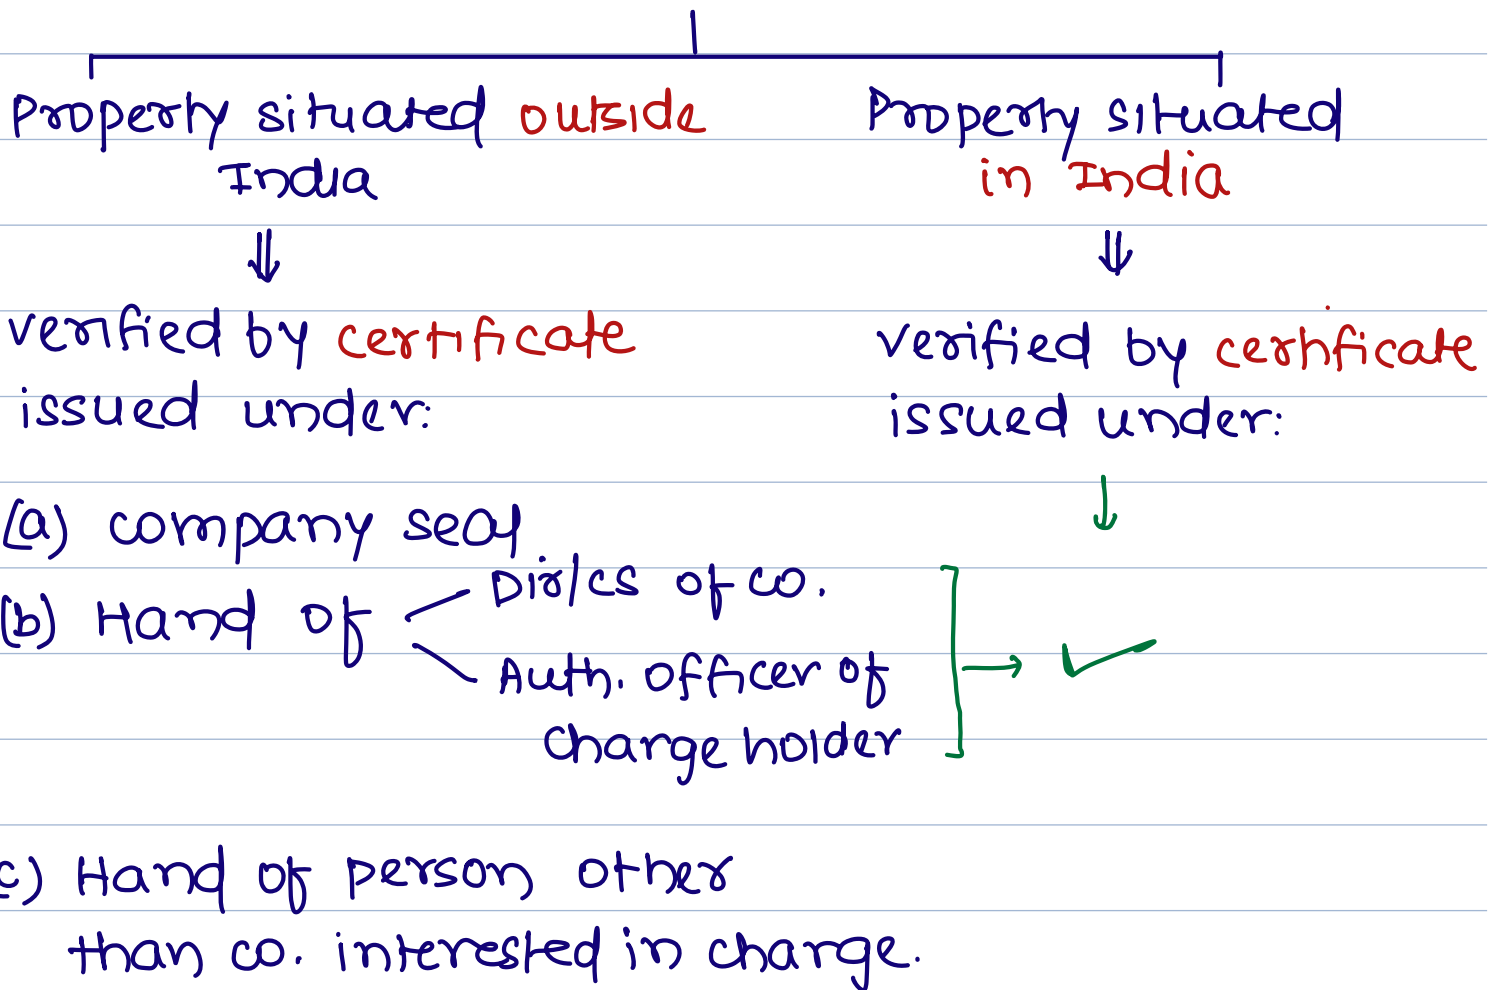 Property situated outside
India
Property situated
in India
verified by certificate
issued under:
verified by certificate
issued under:
(a) company seal
(b) Hand of
Dir/cs of co.
Auth. officer of
charge holder
c) Hand of person other
than co. interested in charge.